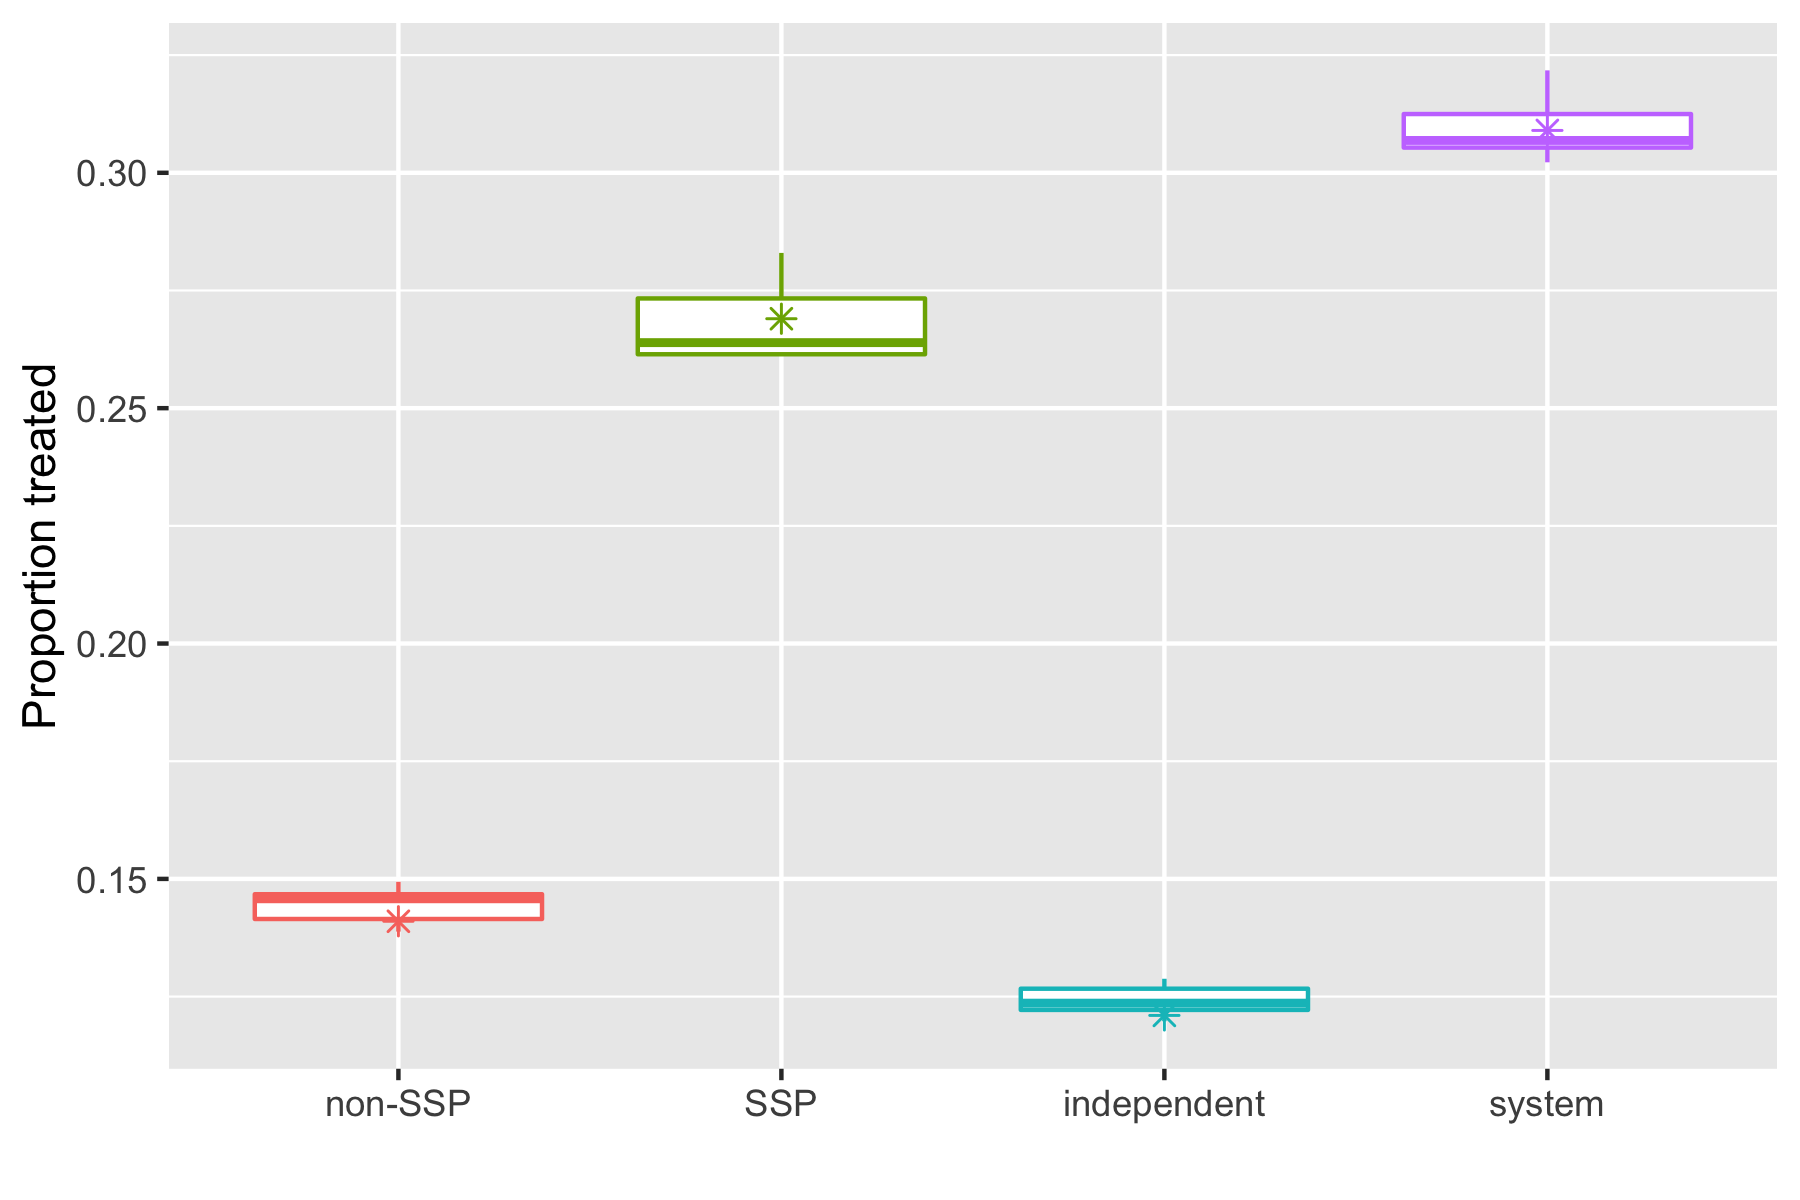 Proportion treated
0.30
0.25
0.20
0.15
non-SSP
SSP
independent
system